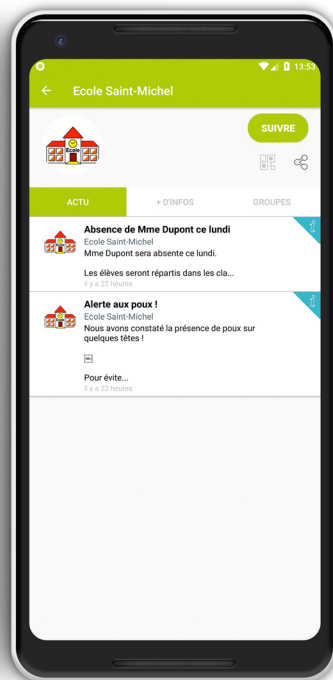 13:53
Ecole Saint-Michel
Ecole
SUIVRE
ACTU
+ D'INFOS
GROUPES
Absence de Mme Dupont ce lundi
Ecole Saint-Michel
Mme Dupont sera absente ce lundi.
Les élèves seront répartis dans les cla...
il y a 22 heures
Alerte aux poux !
Ecole Saint-Michel
Nous avons constaté la présence de poux sur
quelques têtes !
Pour évite...
il y a 22 heures